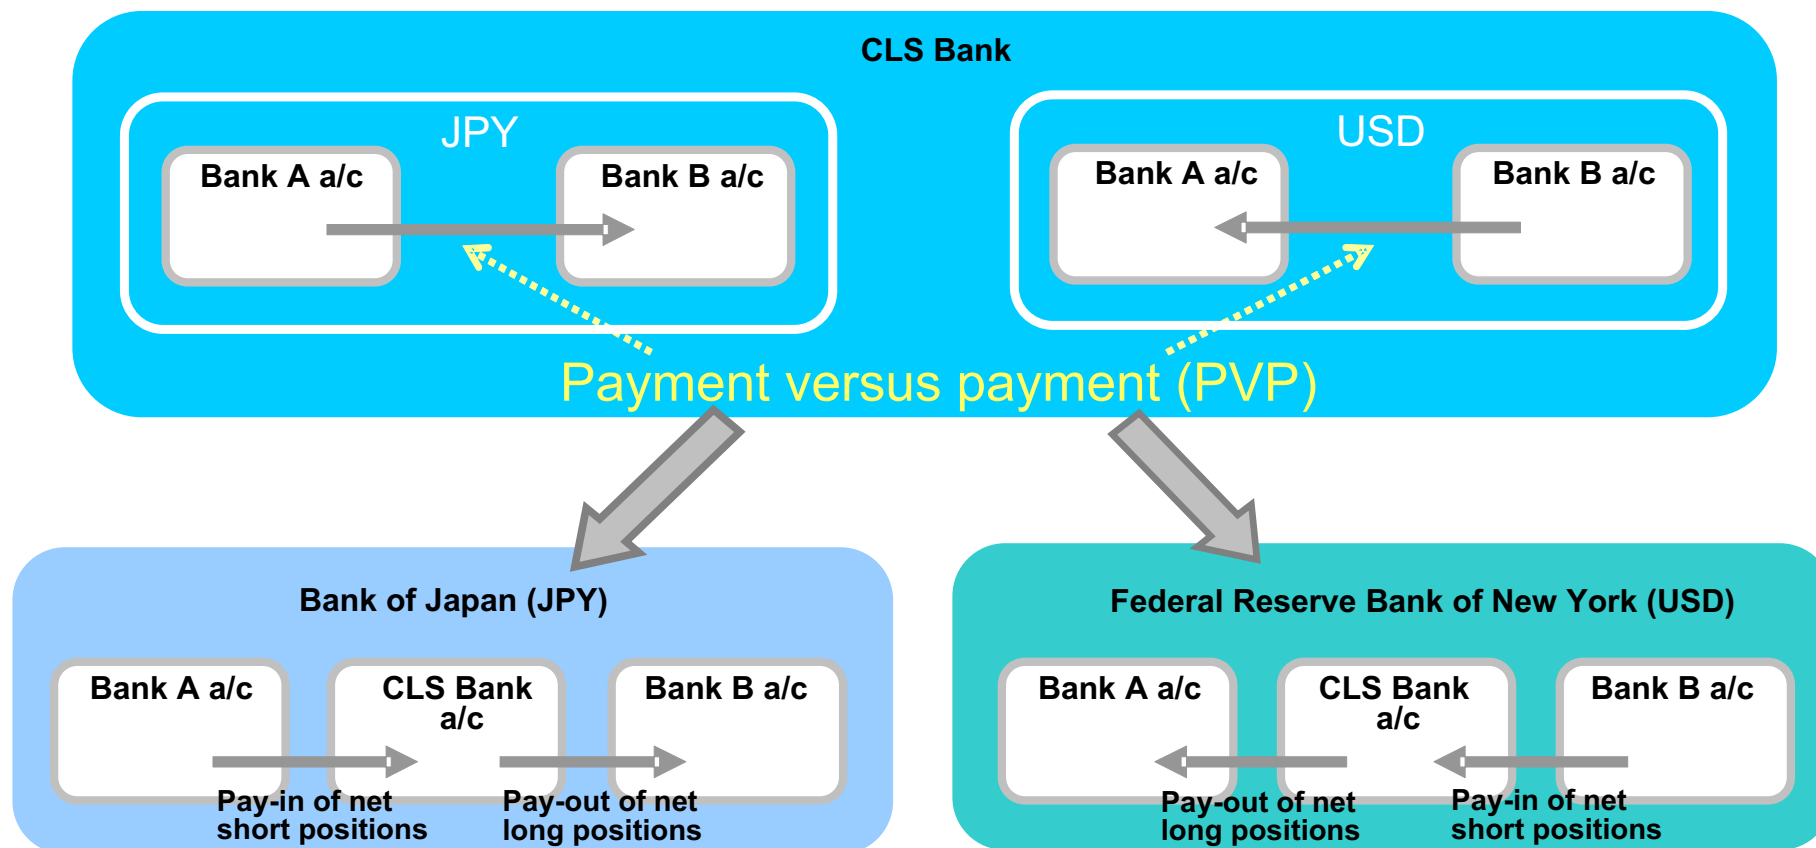 CLS Bank
JPY
Bank A a/c
Bank B a/c
USD
Bank A a/c
Bank B a/c
Payment versus payment (PVP)
Bank of Japan (JPY)
Bank A a/c
CLS Bank
a/c
Bank B a/c
Pay-in of net
short positions
Pay-out of net
long positions
Federal Reserve Bank of New York (USD)
Bank A a/c
CLS Bank
a/c
Bank B a/c
Pay-out of net
long positions
Pay-in of net
short positions